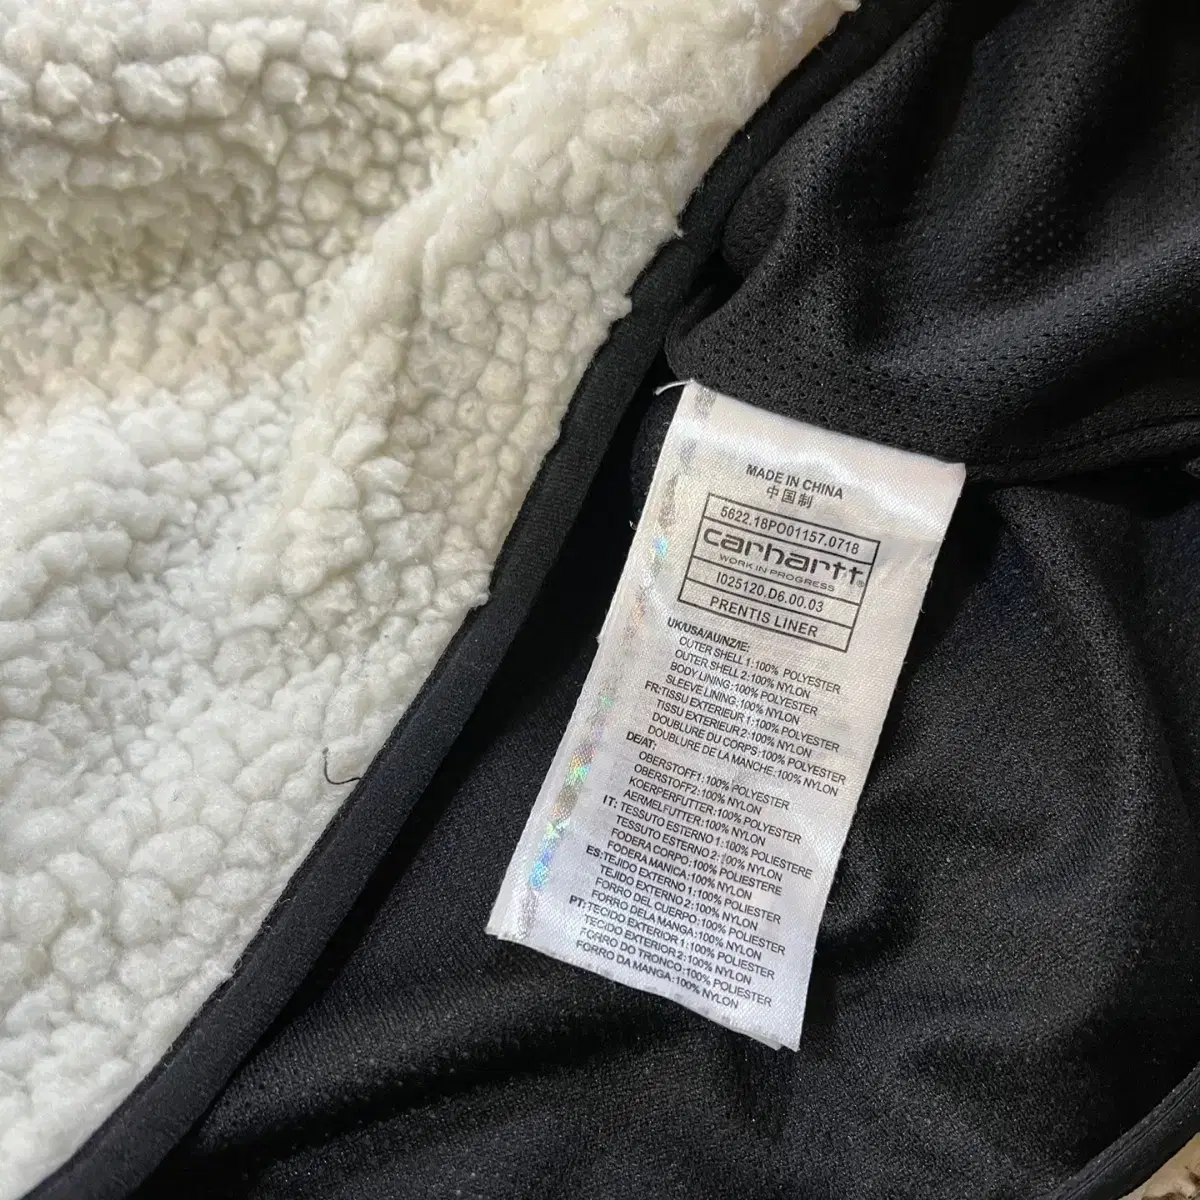 MADE IN CHINA
中国制
5622.18PO01157.0718
carhartt®
WORK IN PROGRESS
I025120.D6.00.03
PRENTIS LINER
UK/USA/AU/NZ/IE:
OUTER SHELL 1:100% POLYESTER
OUTER SHELL 2:100% NYLON
BODY LINING:100% POLYESTER
SLEEVE LINING:100% NYLON
FR:TISSU EXTERIEUR 1:100% POLYESTER
TISSU EXTERIEUR 2:100% NYLON
DOUBLURE DU CORPS:100% POLYESTER
DOUBLURE DE LA MANCHE:100% NYLON
DE/AT:
OBERSTOFF1:100% POLYESTER
OBERSTOFF2:100% NYLON
KOERPERFUTTER:100% POLYESTER
AERMELFUTTER:100% NYLON
IT: TESSUTO ESTERNO 1:100% POLIESTERE
TESSUTO ESTERNO 2:100% NYLON
FODERA CORPO:100% POLIESTERE
FODERA MANICA:100% NYLON
ES:TEJIDO EXTERNO 1:100% POLIESTER
TEJIDO EXTERNO 2:100% NYLON
FORRO DEL CUERPO:100% POLIESTER
FORRO DELA MANGA:100% NYLON
PT:TECIDO EXTERIOR 1:100% POLIESTER
TECIDO EXTERIOR 2:100% NYLON
FORRO DO TRONCO:100% POLIESTER
FORRO DA MANGA:100% NYLON